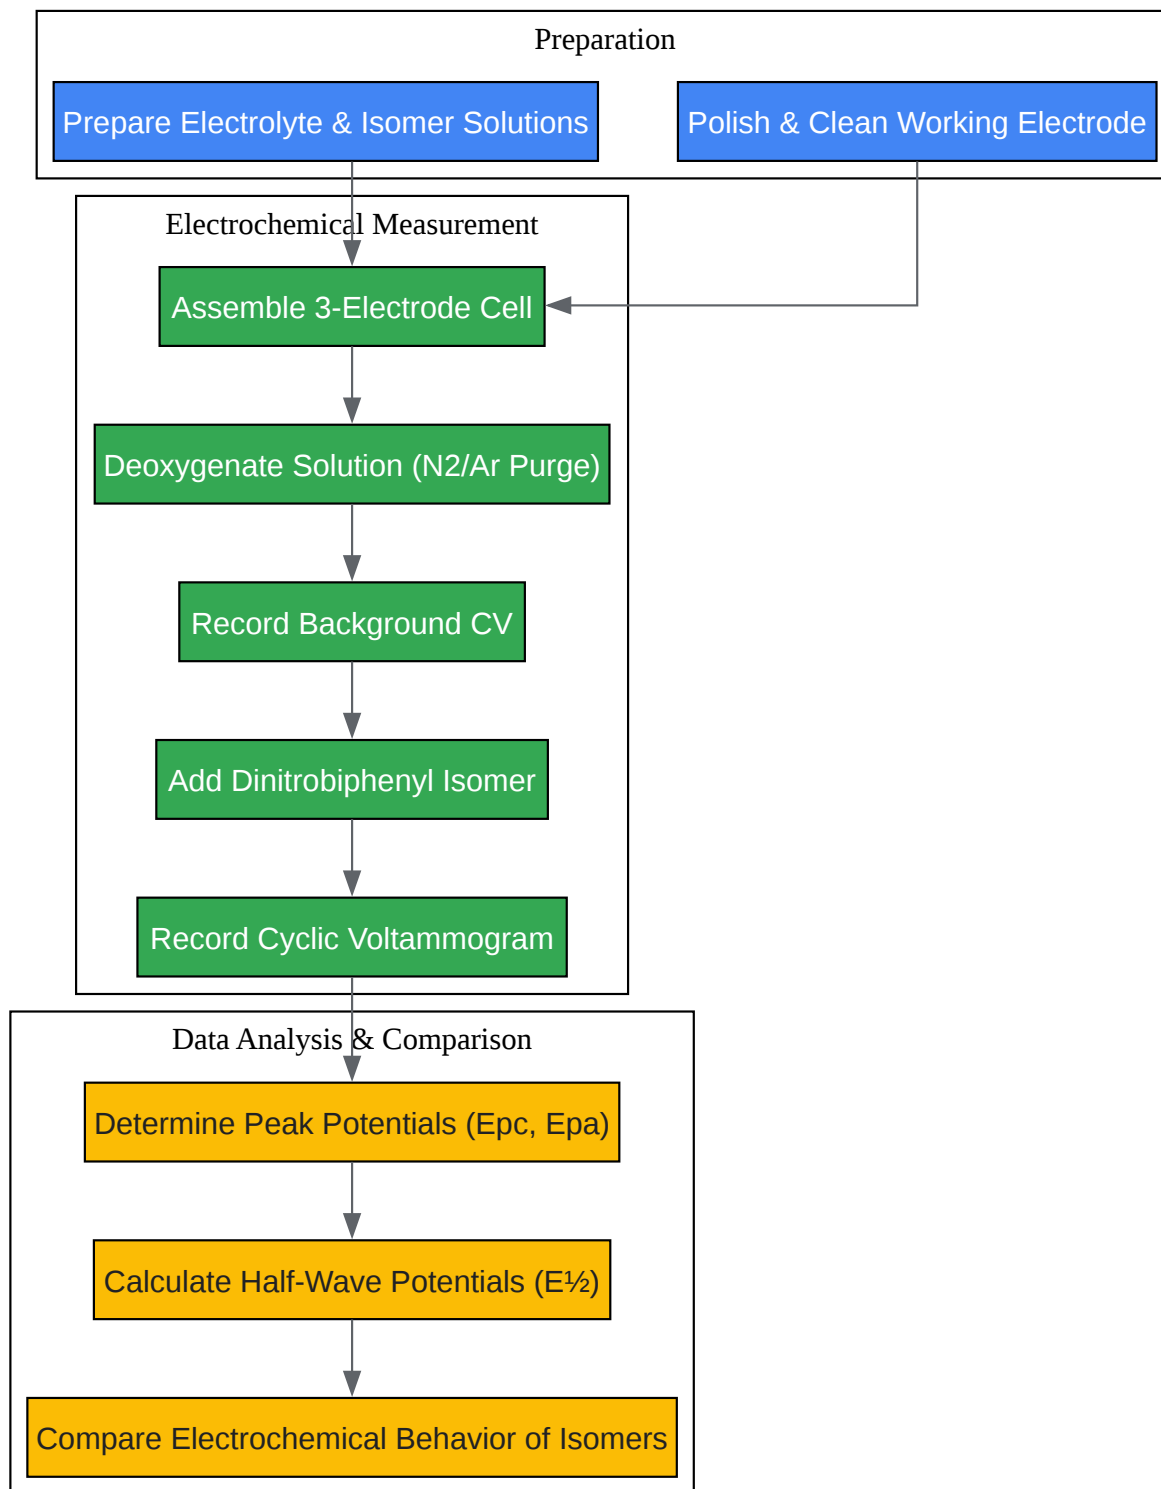 Preparation
Prepare Electrolyte & Isomer Solutions
Polish & Clean Working Electrode
Electrochemical Measurement
Assemble 3-Electrode Cell
Deoxygenate Solution (N2/Ar Purge)
Record Background CV
Add Dinitrobiphenyl Isomer
Record Cyclic Voltammogram
Data Analysis & Comparison
Determine Peak Potentials (Epc, Epa)
Calculate Half-Wave Potentials (E½)
Compare Electrochemical Behavior of Isomers